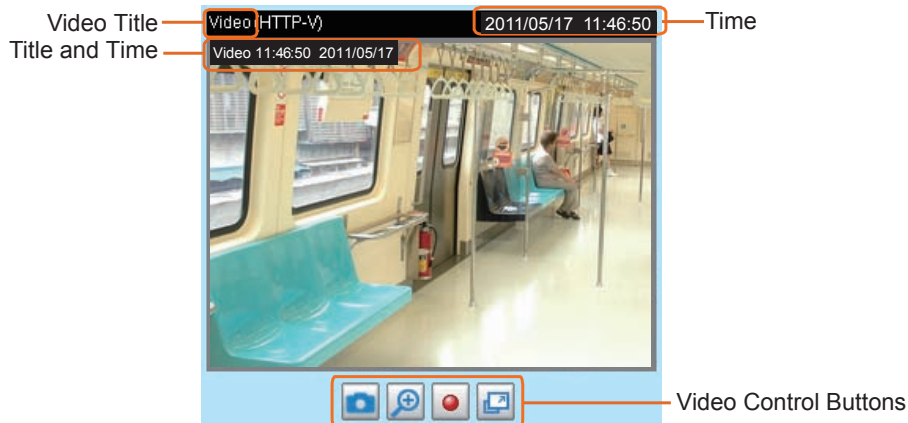 Video Title
Video (HTTP-V)
2011/05/17 11:46:50
Time
Title and Time
Video 11:46:50 2011/05/17
Video Control Buttons